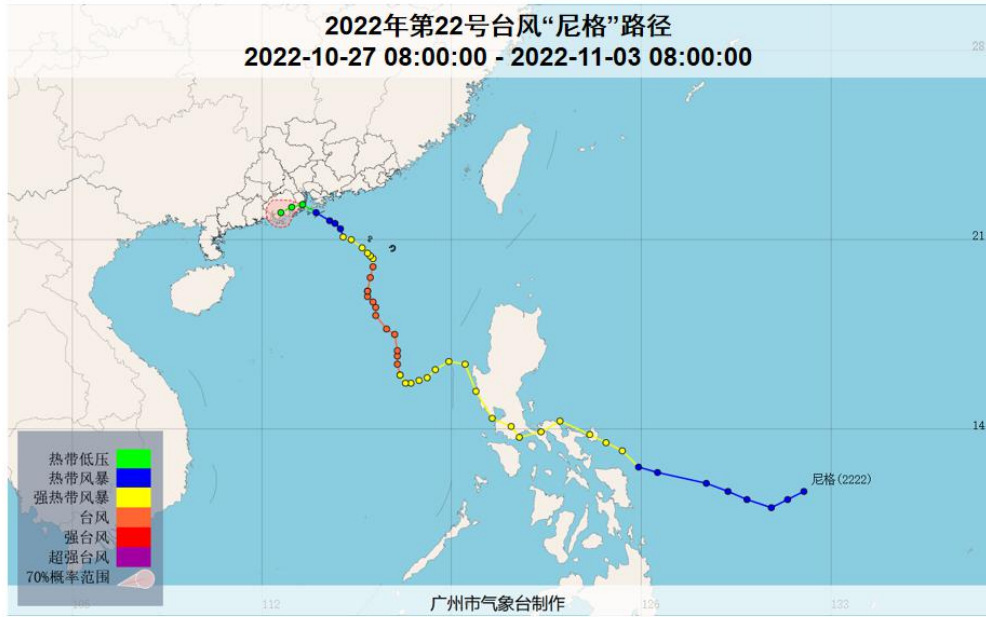 2022年第22号台风“尼格”路径
2022-10-27 08:00:00 - 2022-11-03 08:00:00
28
21
14
尼格(2222)
热带低压
热带风暴
强热带风暴
台风
强台风
超强台风
70%概率范围
105
112
广州市气象台制作
126
133